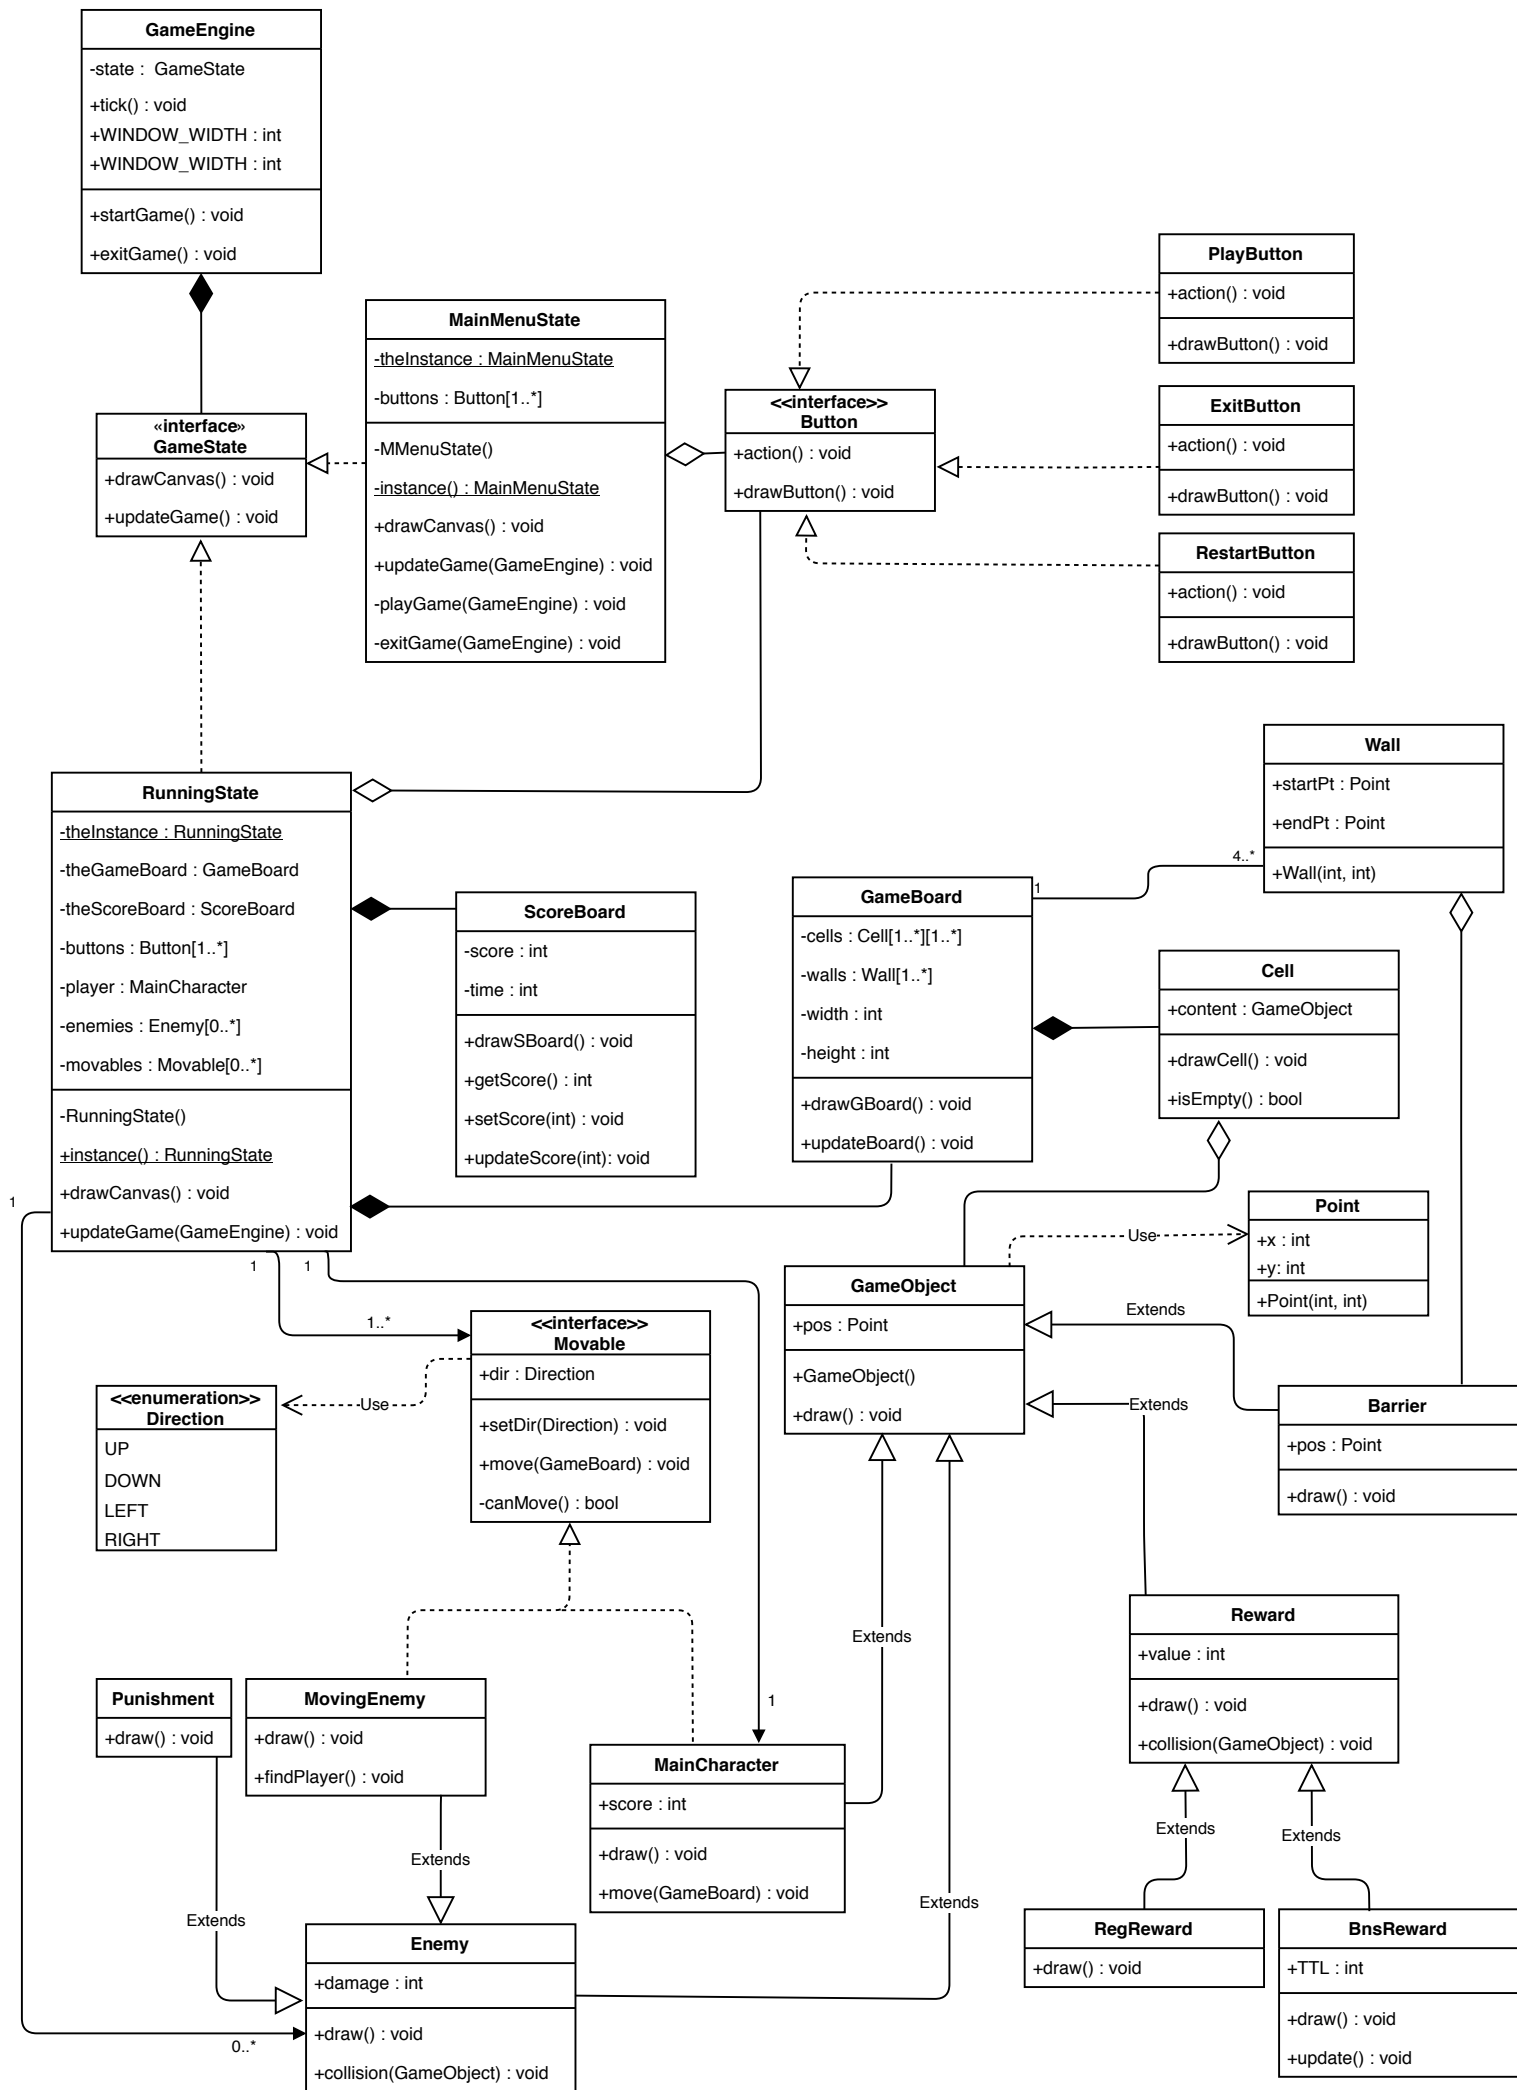 GameEngine
-state :  GameState
+tick() : void
+WINDOW_WIDTH : int
+WINDOW_WIDTH : int
+startGame() : void
+exitGame() : void
MainMenuState
-theInstance : MainMenuState
-buttons : Button[1..*]
-MMenuState()
-instance() : MainMenuState
+drawCanvas() : void
+updateGame(GameEngine) : void
-playGame(GameEngine) : void
-exitGame(GameEngine) : void
«interface»
GameState
+drawCanvas() : void
+updateGame() : void
<<interface>>
Button
+action() : void
+drawButton() : void
PlayButton
+action() : void
+drawButton() : void
ExitButton
+action() : void
+drawButton() : void
RestartButton
+action() : void
+drawButton() : void
RunningState
-theInstance : RunningState
-theGameBoard : GameBoard
-theScoreBoard : ScoreBoard
-buttons : Button[1..*]
-player : MainCharacter
-enemies : Enemy[0..*]
-movables : Movable[0..*]
-RunningState()
+instance() : RunningState
+drawCanvas() : void
+updateGame(GameEngine) : void
ScoreBoard
-score : int
-time : int
+drawSBoard() : void
+getScore() : int
+setScore(int) : void
+updateScore(int): void
GameBoard
-cells : Cell[1..*][1..*]
-walls : Wall[1..*]
-width : int
-height : int
+drawGBoard() : void
+updateBoard() : void
1
4..*
Wall
+startPt : Point
+endPt : Point
+Wall(int, int)
Cell
+content : GameObject
+drawCell() : void
+isEmpty() : bool
Point
+x : int
+y: int
+Point(int, int)
Use
GameObject
+pos : Point
+GameObject()
+draw() : void
Extends
Extends
Barrier
+pos : Point
+draw() : void
1
1
1
1..*
<<interface>>
Movable
+dir : Direction
+setDir(Direction) : void
+move(GameBoard) : void
-canMove() : bool
Use
<<enumeration>>
Direction
UP
DOWN
LEFT
RIGHT
Reward
+value : int
+draw() : void
+collision(GameObject) : void
Extends
Punishment
+draw() : void
MovingEnemy
+draw() : void
+findPlayer() : void
1
MainCharacter
+score : int
+draw() : void
+move(GameBoard) : void
Extends
Extends
Extends
Extends
Extends
RegReward
+draw() : void
BnsReward
+TTL : int
+draw() : void
+update() : void
Enemy
+damage : int
+draw() : void
+collision(GameObject) : void
0..*